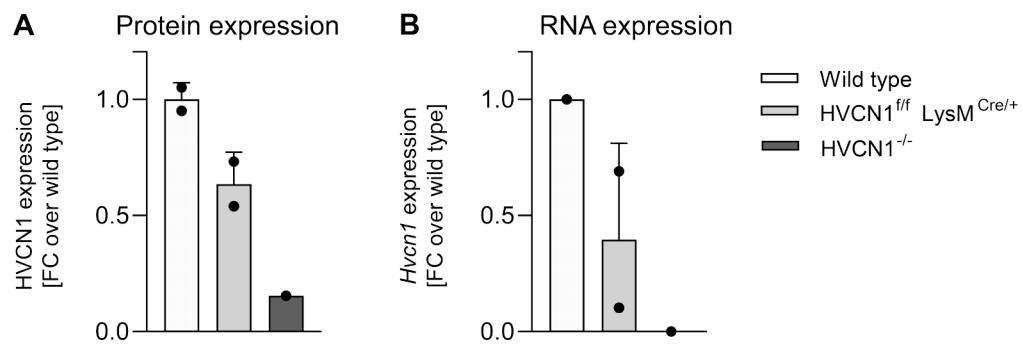 A Protein expression
HVCN1 expression
[FC over wild type]
1.0
0.5
0.0
B RNA expression
Hvcn1 expression
[FC over wild type]
1.0
0.5
0.0
Wild type
HVCN1f/f LysMCre/+
HVCN1-/-